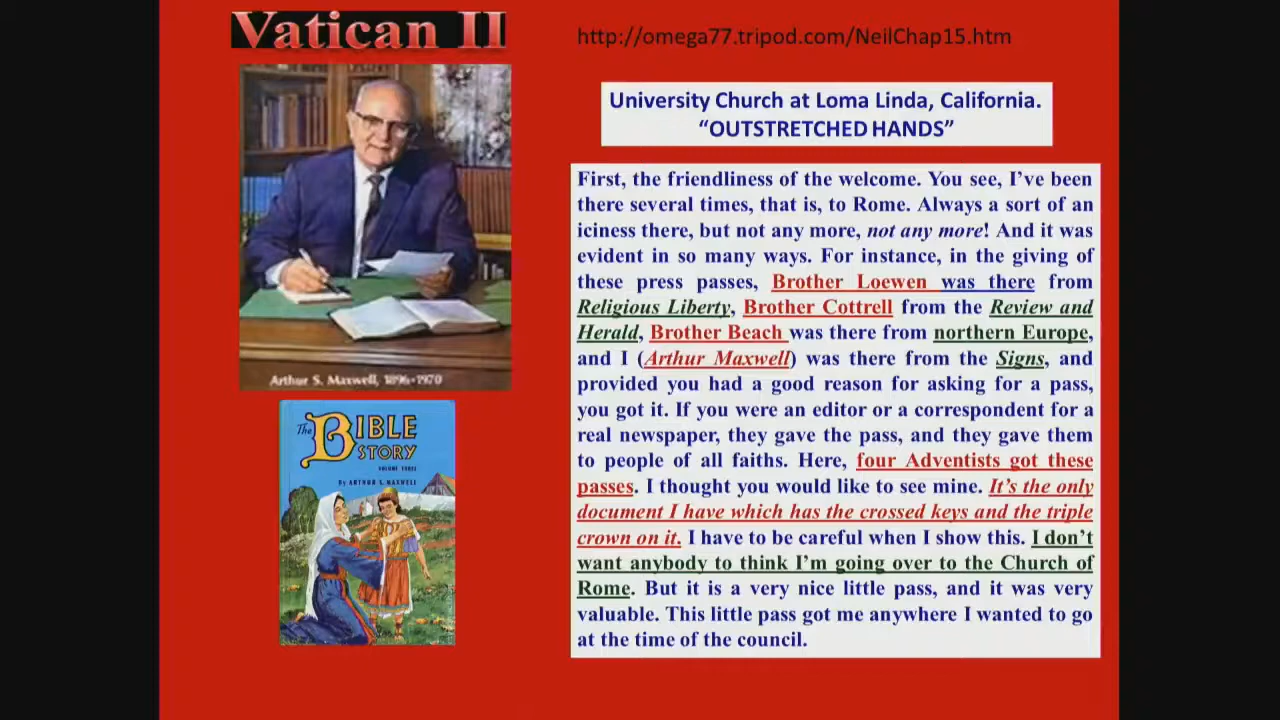 Vatican II
http://omega77.tripod.com/NeilChap15.htm
University Church at Loma Linda, California.
“OUTSTRETCHED HANDS”
First, the friendliness of the welcome. You see, I’ve been
there several times, that is, to Rome. Always a sort of an
iciness there, but not any more, not any more! And it was
evident in so many ways. For instance, in the giving of
these press passes, Brother Loewen was there from
Religious Liberty, Brother Cottrell from the Review and
Herald, Brother Beach was there from northern Europe,
and I (Arthur Maxwell) was there from the Signs, and
provided you had a good reason for asking for a pass,
you got it. If you were an editor or a correspondent for a
real newspaper, they gave the pass, and they gave them
to people of all faiths. Here, four Adventists got these
passes. I thought you would like to see mine. It’s the only
document I have which has the crossed keys and the triple
crown on it. I have to be careful when I show this. I don’t
want anybody to think I’m going over to the Church of
Rome. But it is a very nice little pass, and it was very
valuable. This little pass got me anywhere I wanted to go
at the time of the council.
Arthur S. Maxwell, 1896-1970
The BIBLE
STORY
VOLUME THREE
By ARTHUR S. MAXWELL